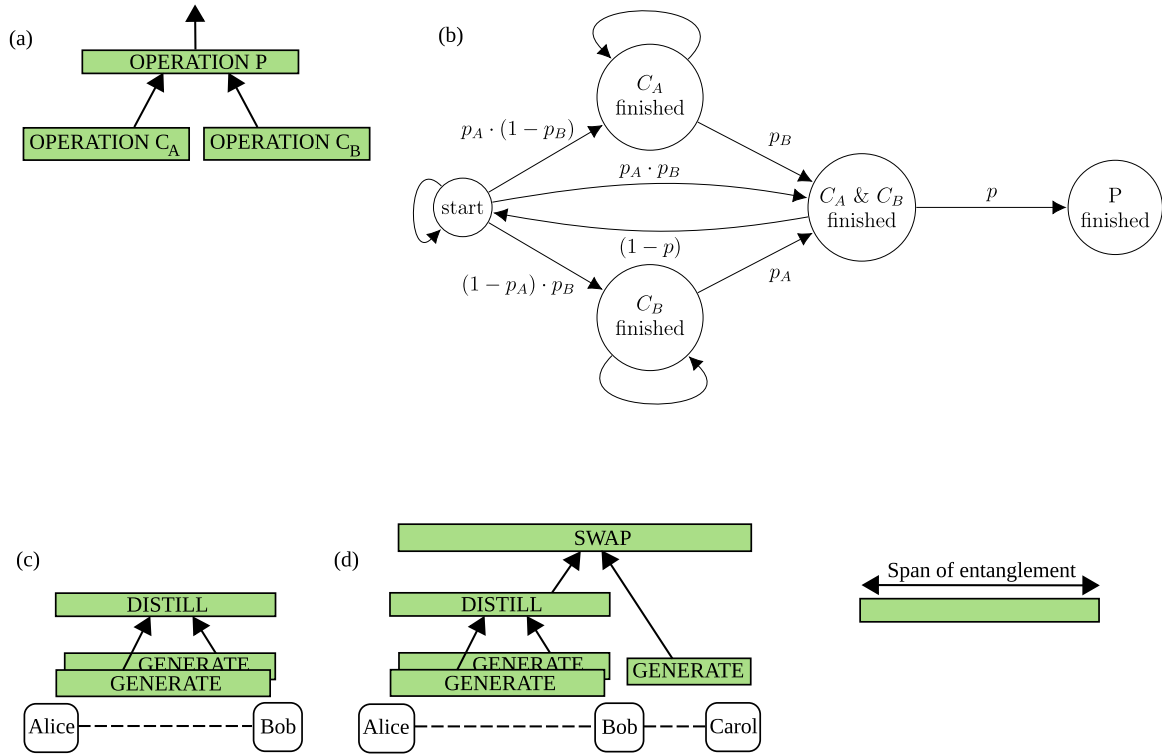 (a)
OPERATION P
OPERATION C_A
OPERATION C_B
(b)
C_A
finished
p_A · (1 − p_B)
p_B
p_A · p_B
start
C_A & C_B
finished
p
P
finished
(1 − p)
(1 − p_A) · p_B
p_A
C_B
finished
(c)
DISTILL
GENERATE
GENERATE
Alice
Bob
(d)
SWAP
DISTILL
GENERATE
GENERATE
GENERATE
Alice
Bob
Carol
Span of entanglement